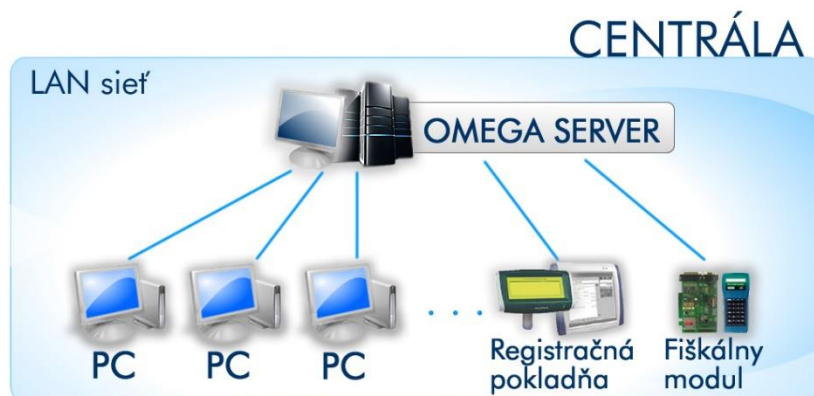 CENTRÁLA
LAN sieť
OMEGA SERVER
PC
PC
PC
. . .
Registračná
pokladňa
Fiškálny
modul